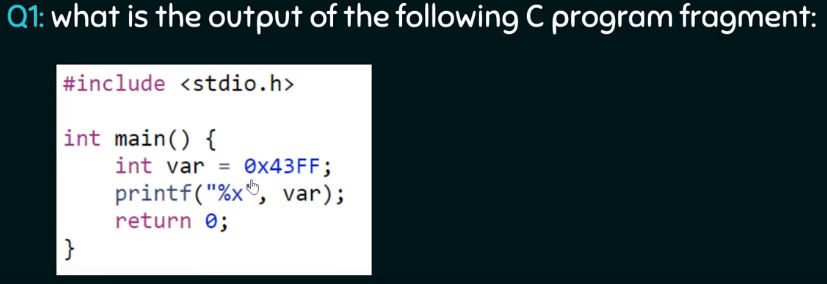 Q1: what is the output of the following C program fragment:
#include <stdio.h>
int main() {
int var = 0x43FF;
printf("%x", var);
return 0;
}